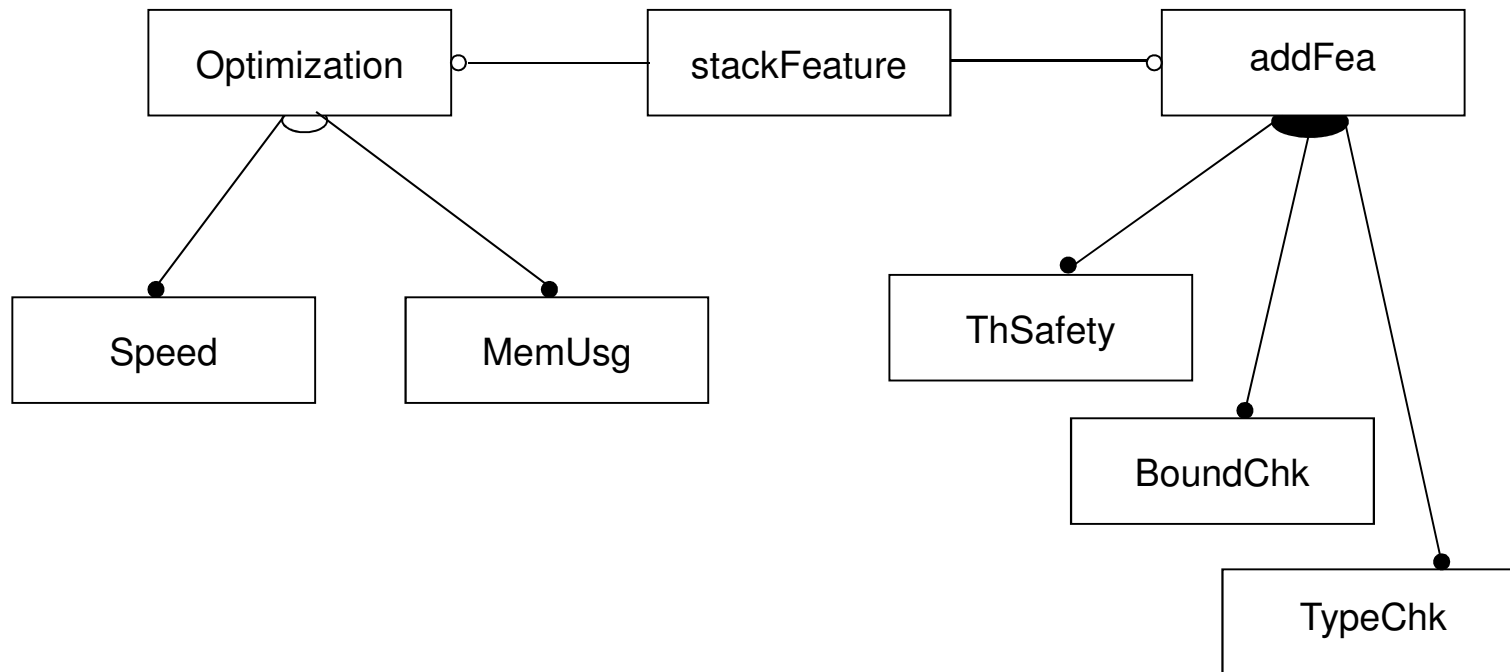 Optimization
stackFeature
addFea
Speed
MemUsg
ThSafety
BoundChk
TypeChk